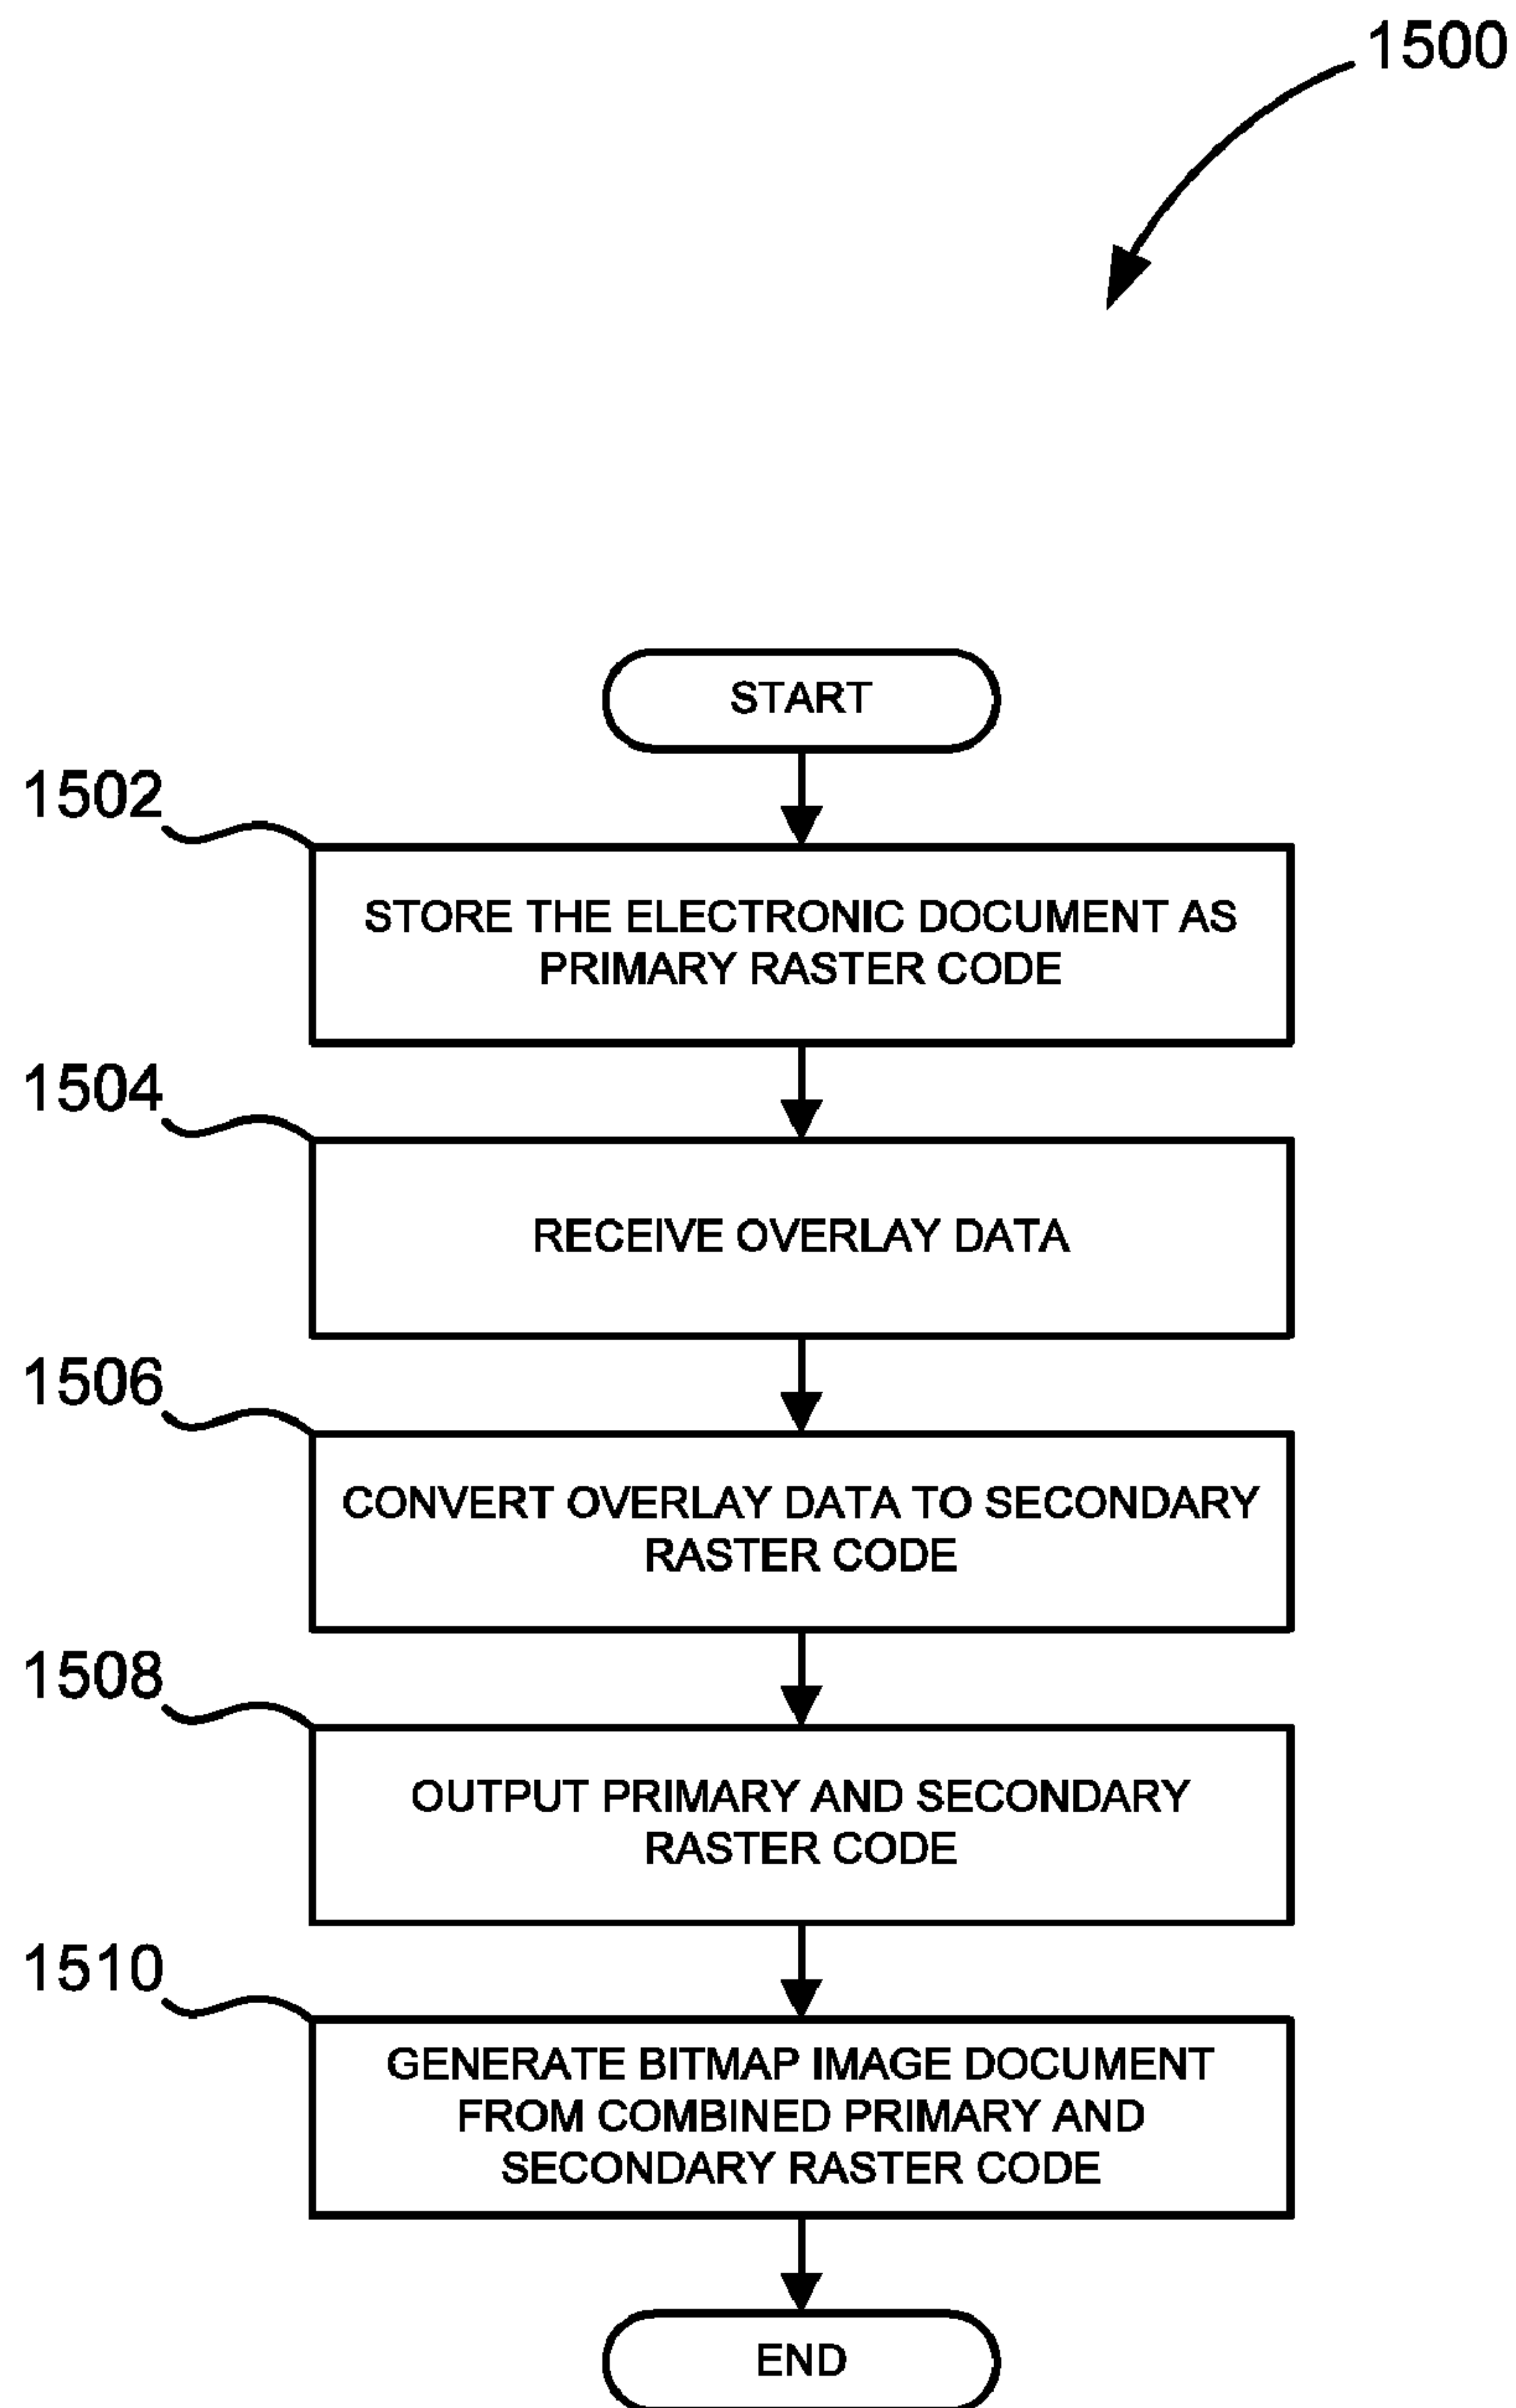 1500
START
1502
STORE THE ELECTRONIC DOCUMENT AS
PRIMARY RASTER CODE
1504
RECEIVE OVERLAY DATA
1506
CONVERT OVERLAY DATA TO SECONDARY
RASTER CODE
1508
OUTPUT PRIMARY AND SECONDARY
RASTER CODE
1510
GENERATE BITMAP IMAGE DOCUMENT
FROM COMBINED PRIMARY AND
SECONDARY RASTER CODE
END